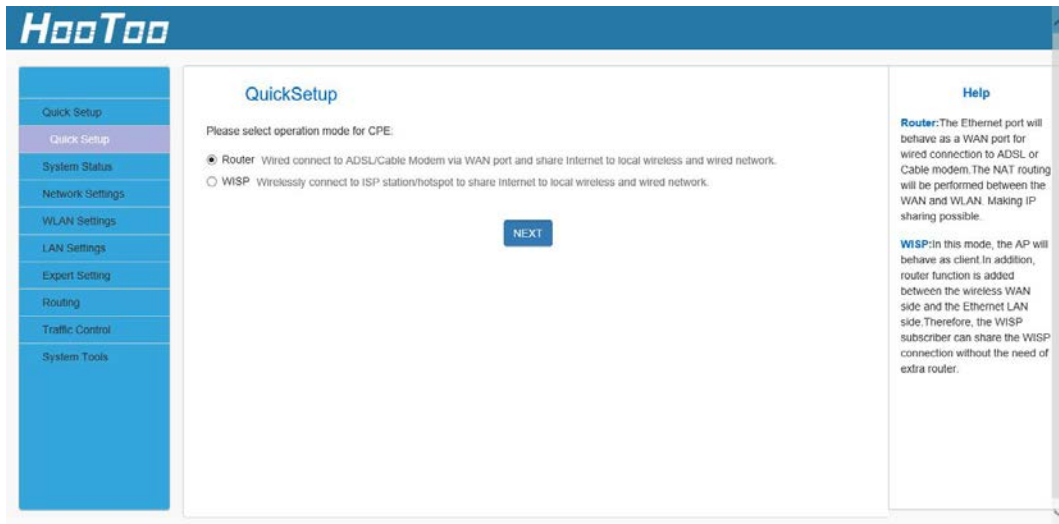 HooToo
Quick Setup
Quick Setup
System Status
Network Settings
WLAN Settings
LAN Settings
Expert Setting
Routing
Traffic Control
System Tools
QuickSetup
Please select operation mode for CPE:
Router Wired connect to ADSL/Cable Modem via WAN port and share Internet to local wireless and wired network.
WISP Wirelessly connect to ISP station/hotspot to share Internet to local wireless and wired network.
NEXT
Help
Router:The Ethernet port will
behave as a WAN port for
wired connection to ADSL or
Cable modem.The NAT routing
will be performed between the
WAN and WLAN. Making IP
sharing possible.
WISP:In this mode, the AP will
behave as client.In addition,
router function is added
between the wireless WAN
side and the Ethernet LAN
side.Therefore, the WISP
subscriber can share the WISP
connection without the need of
extra router.